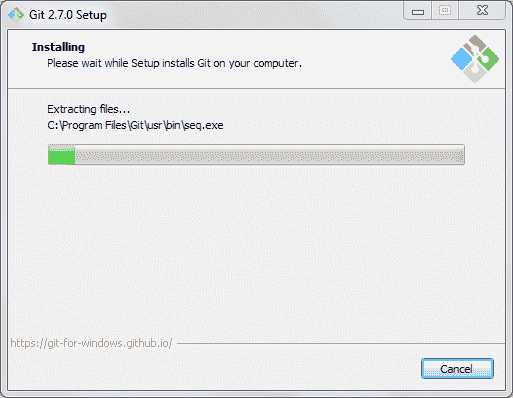 Git 2.7.0 Setup
Installing
Please wait while Setup installs Git on your computer.
Extracting files...
C:\Program Files\Git\usr\bin\seq.exe
https://git-for-windows.github.io/
Cancel